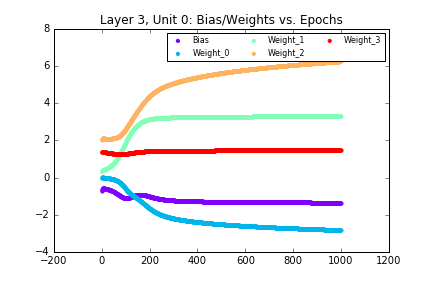 Layer 3, Unit 0: Bias/Weights vs. Epochs
8
Bias Weight_1 Weight_3
Weight_0 Weight_2
6
4
2
0
−2
−4
−200 0 200 400 600 800 1000 1200